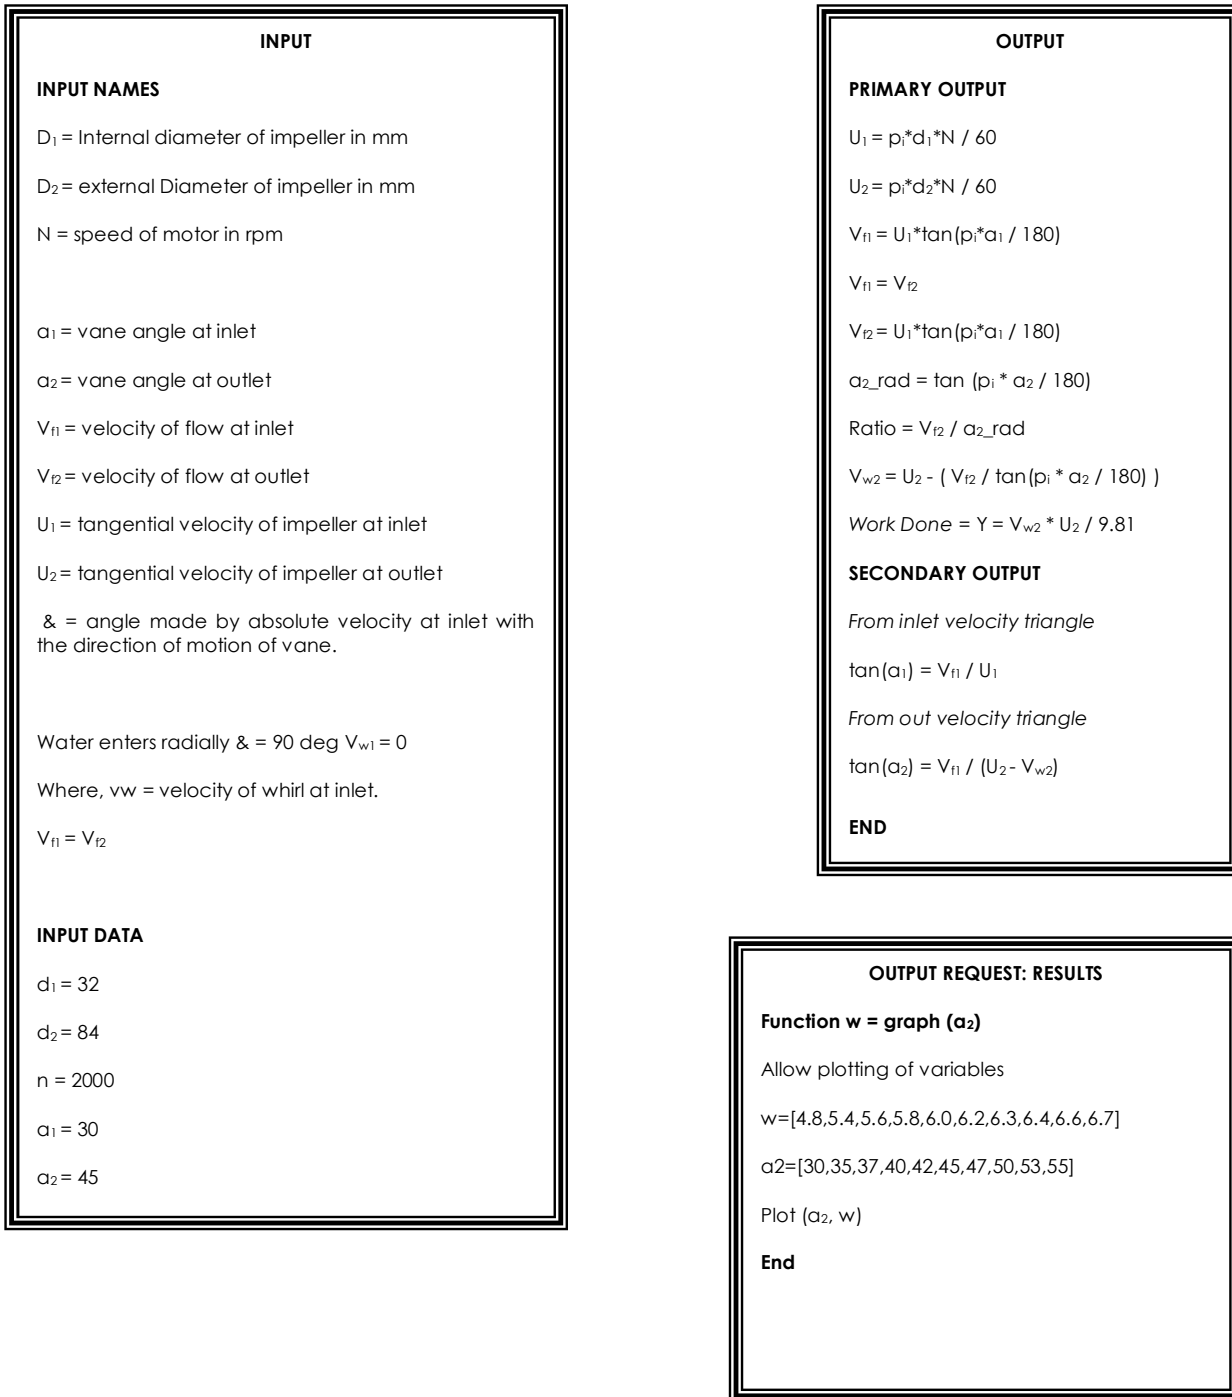 INPUT
INPUT NAMES
D₁ = Internal diameter of impeller in mm
D₂ = external Diameter of impeller in mm
N = speed of motor in rpm
a₁ = vane angle at inlet
a₂ = vane angle at outlet
Vf1 = velocity of flow at inlet
Vf2 = velocity of flow at outlet
U₁ = tangential velocity of impeller at inlet
U₂ = tangential velocity of impeller at outlet
& = angle made by absolute velocity at inlet with
the direction of motion of vane.
Water enters radially & = 90 deg Vw1 = 0
Where, vw = velocity of whirl at inlet.
Vf1 = Vf2
INPUT DATA
d₁ = 32
d₂ = 84
n = 2000
a₁ = 30
a₂ = 45
OUTPUT
PRIMARY OUTPUT
U₁ = pᵢ*d₁*N / 60
U₂ = pᵢ*d₂*N / 60
Vf1 = U₁*tan(pᵢ*a₁ / 180)
Vf1 = Vf2
Vf2 = U₁*tan(pᵢ*a₁ / 180)
a₂_rad = tan (pᵢ * a₂ / 180)
Ratio = Vf2 / a₂_rad
Vw2 = U₂ - ( Vf2 / tan(pᵢ * a₂ / 180) )
Work Done = Y = Vw2 * U₂ / 9.81
SECONDARY OUTPUT
From inlet velocity triangle
tan(a₁) = Vf1 / U₁
From out velocity triangle
tan(a₂) = Vf1 / (U₂ - Vw2)
END
OUTPUT REQUEST: RESULTS
Function w = graph (a₂)
Allow plotting of variables
w=[4.8,5.4,5.6,5.8,6.0,6.2,6.3,6.4,6.6,6.7]
a2=[30,35,37,40,42,45,47,50,53,55]
Plot (a₂, w)
End